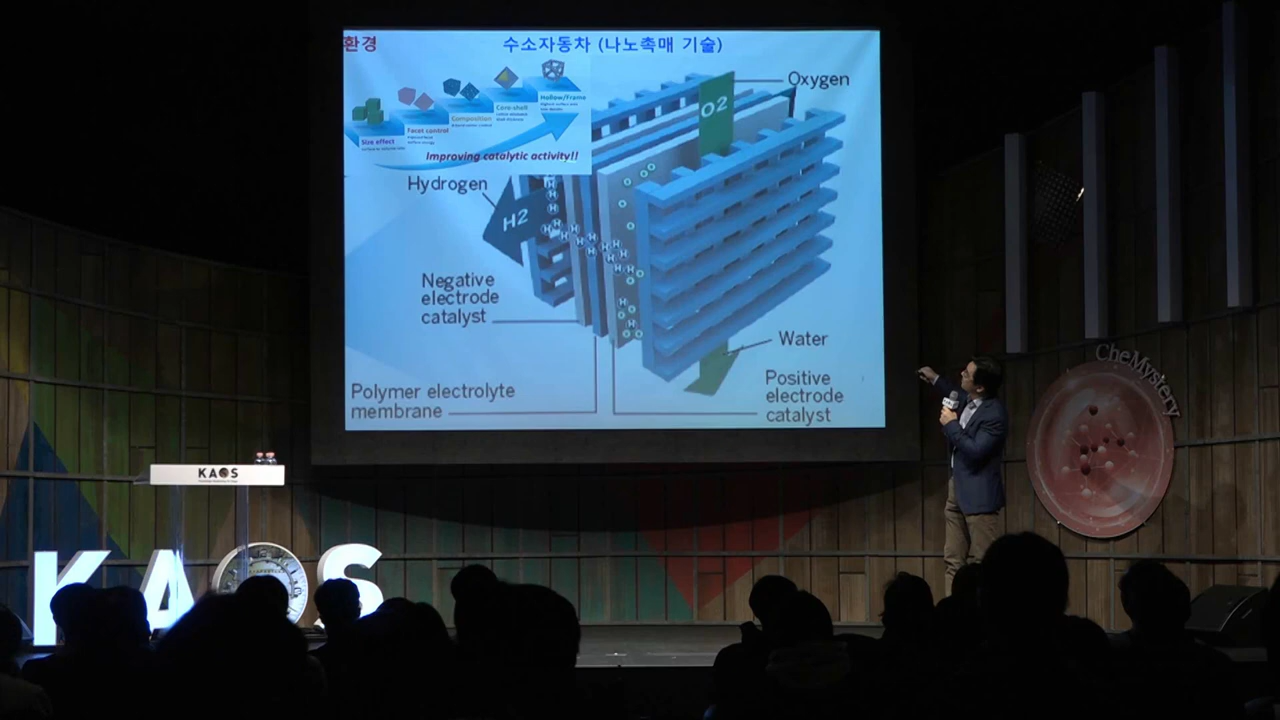 환경
수소자동차 (나노촉매 기술)
Hollow/Frame
Core-shell
Composition
Facet control
Size effect
Improving catalytic activity!!
Oxygen
O2
Hydrogen
H2
Negative
electrode
catalyst
Water
Polymer electrolyte
membrane
Positive
electrode
catalyst
CheMystery
KAOS
KAOS